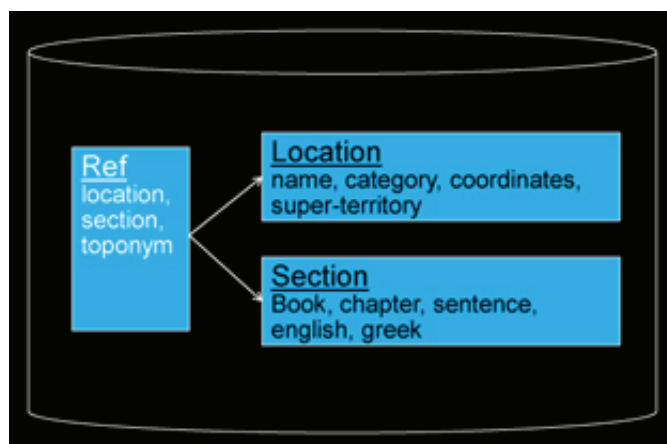 Ref
location,
section,
toponym
Location
name, category, coordinates,
super-territory
Section
Book, chapter, sentence,
english, greek